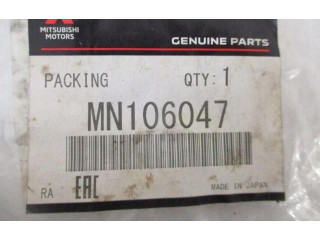 MITSUBISHI
MOTORS
GENUINE PARTS
PACKING QTY:1
MN106047
RA EAC
MADE IN JAPAN